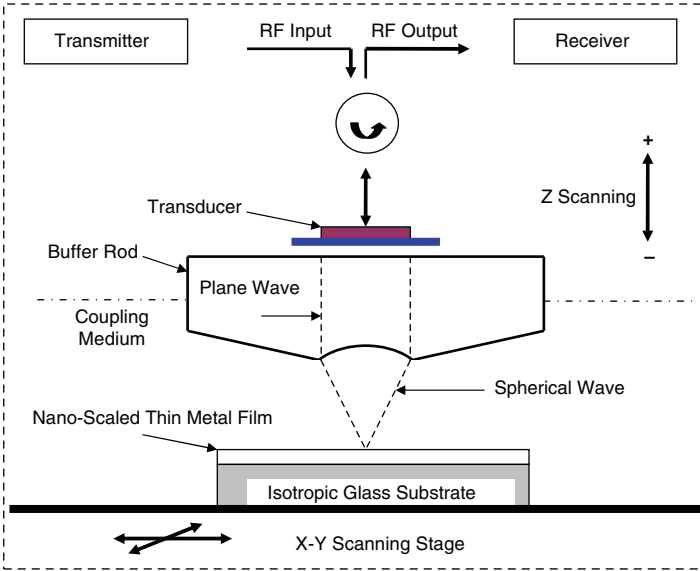 Transmitter
RF Input
RF Output
Receiver
+
Z Scanning
–
Transducer
Buffer Rod
Plane Wave
Coupling
Medium
Spherical Wave
Nano-Scaled Thin Metal Film
Isotropic Glass Substrate
X-Y Scanning Stage